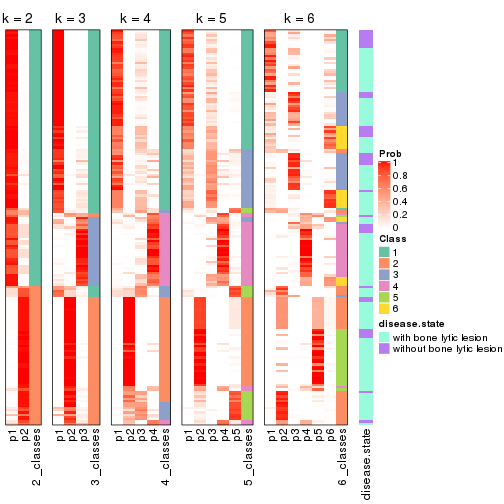 k = 2
k = 3
k = 4
k = 5
k = 6
Prob
1
0.8
0.6
0.4
0.2
0
Class
1
2
3
4
5
6
disease.state
with bone lytic lesion
without bone lytic lesion
p1
p2
2_classes
p1
p2
p3
3_classes
p1
p2
p3
p4
4_classes
p1
p2
p3
p4
p5
5_classes
p1
p2
p3
p4
p5
p6
6_classes
disease.state